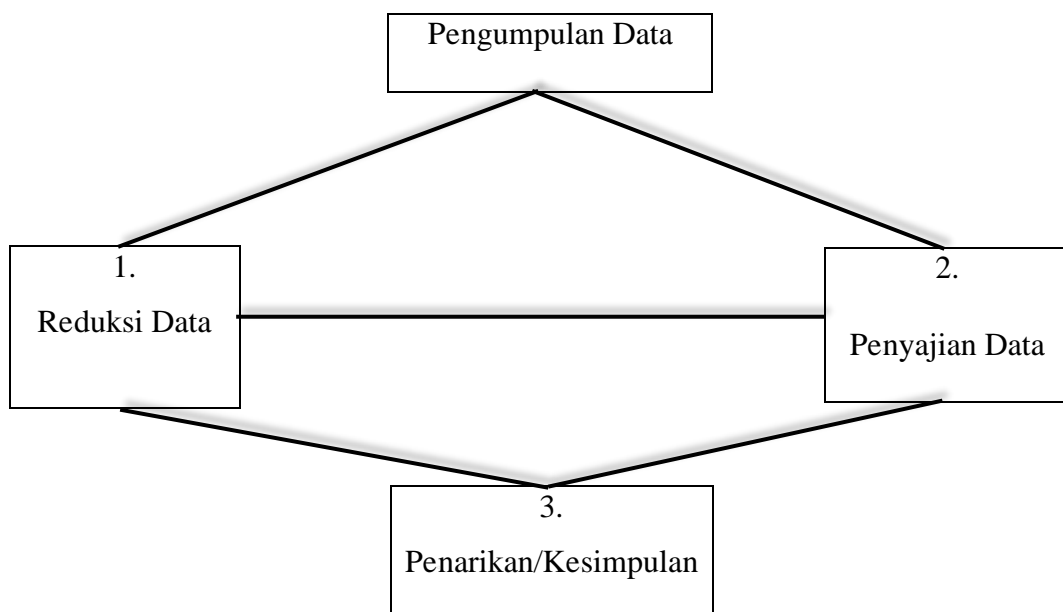 Pengumpulan Data
1.
Reduksi Data
2.
Penyajian Data
3.
Penarikan/Kesimpulan